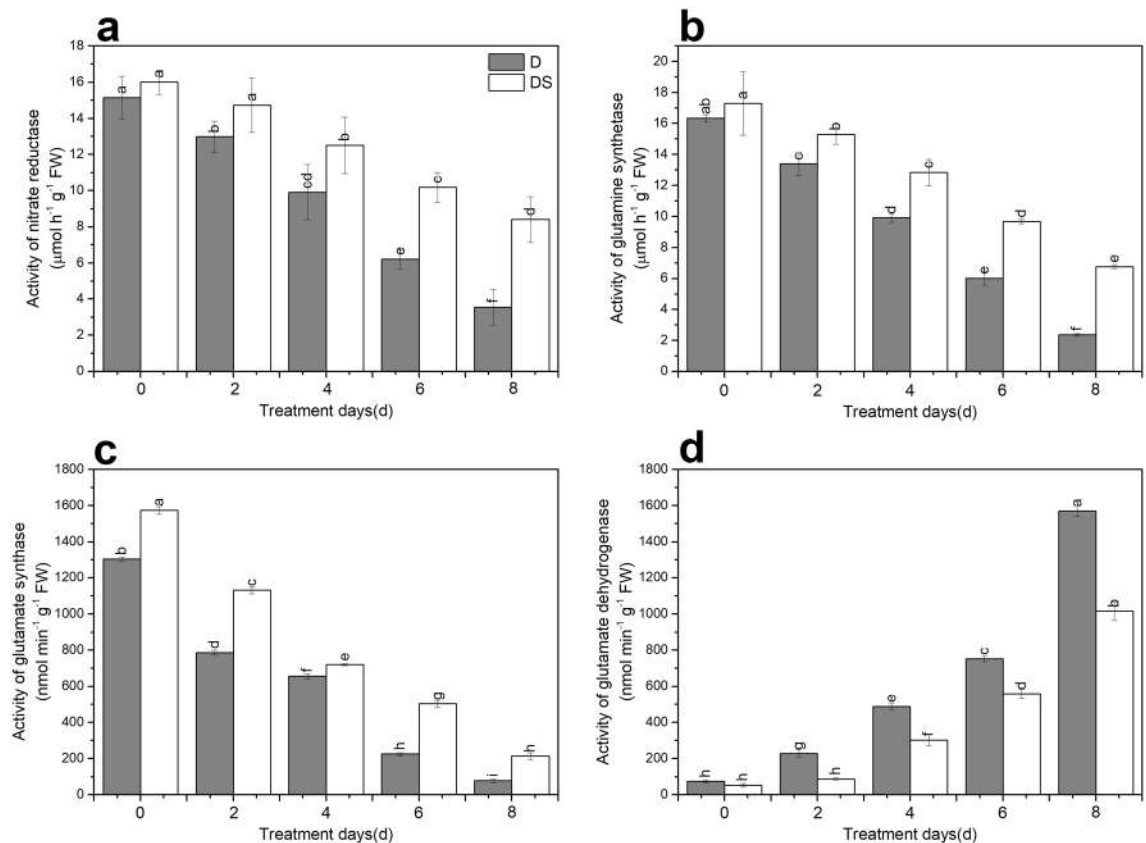 a
18
16
14
12
10
8
6
4
2
0
Activity of nitrate reductase
(μmol h⁻¹ g⁻¹ FW)
D
DS
a
a
b
a
cd
b
e
c
f
d
0 2 4 6 8
Treatment days(d)
b
20
18
16
14
12
10
8
6
4
2
0
Activity of glutamine synthetase
(μmol h⁻¹ g⁻¹ FW)
ab
a
c
b
d
c
e
d
f
e
0 2 4 6 8
Treatment days(d)
c
1800
1600
1400
1200
1000
800
600
400
200
0
Activity of glutamate synthase
(nmol min⁻¹ g⁻¹ FW)
b
a
d
c
f
e
h
g
i
h
0 2 4 6 8
Treatment days(d)
d
1800
1600
1400
1200
1000
800
600
400
200
0
Activity of glutamate dehydrogenase
(nmol min⁻¹ g⁻¹ FW)
h
h
g
h
e
f
c
d
a
b
0 2 4 6 8
Treatment days(d)